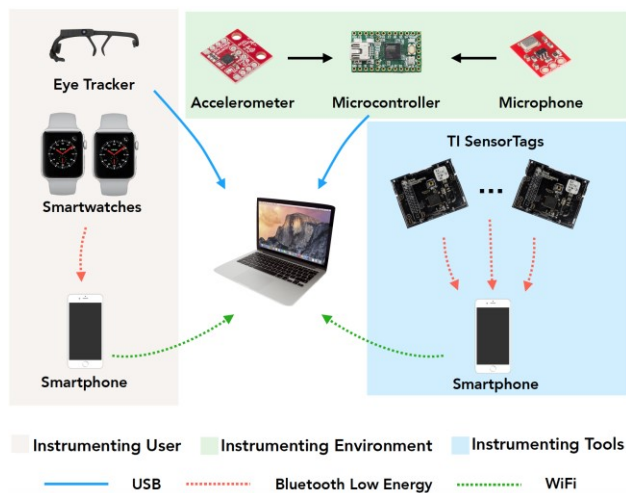 Eye Tracker
Accelerometer
Microcontroller
Microphone
Smartwatches
TI SensorTags
...
Smartphone
Smartphone
Instrumenting User
Instrumenting Environment
Instrumenting Tools
USB
Bluetooth Low Energy
WiFi